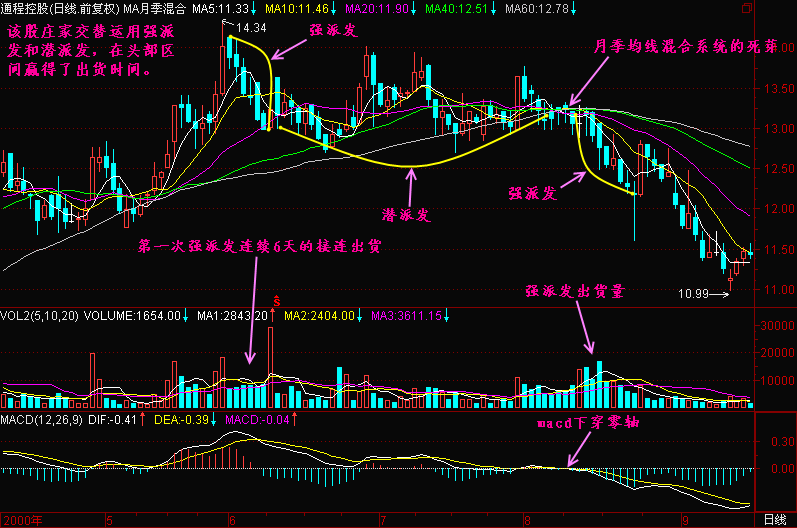 通程控股(日线.前复权) MA月季混合 MA5:11.33↓ MA10:11.46↓ MA20:11.90↓ MA40:12.51↓ MA60:12.78↓
该股庄家交替运用强派
发和潜派发，在头部区
间赢得了出货时间。
14.34
强派发
月季均线混合系统的死芽
13.50
13.00
12.50
12.00
11.50
11.00
强派发
潜派发
第一次强派发连续6天的接连出货
强派发出货量
10.99→
VOL2(5,10,20) VOLUME:1654.00↓ MA1:2843.20↑ MA2:2404.00↓ MA3:3611.15↓
30000
20000
10000
MACD(12,26,9) DIF:-0.41↑ DEA:-0.39↓ MACD:-0.04↑
macd下穿零轴
0.30
0.00
2000年 5 6 7 8 9 日线